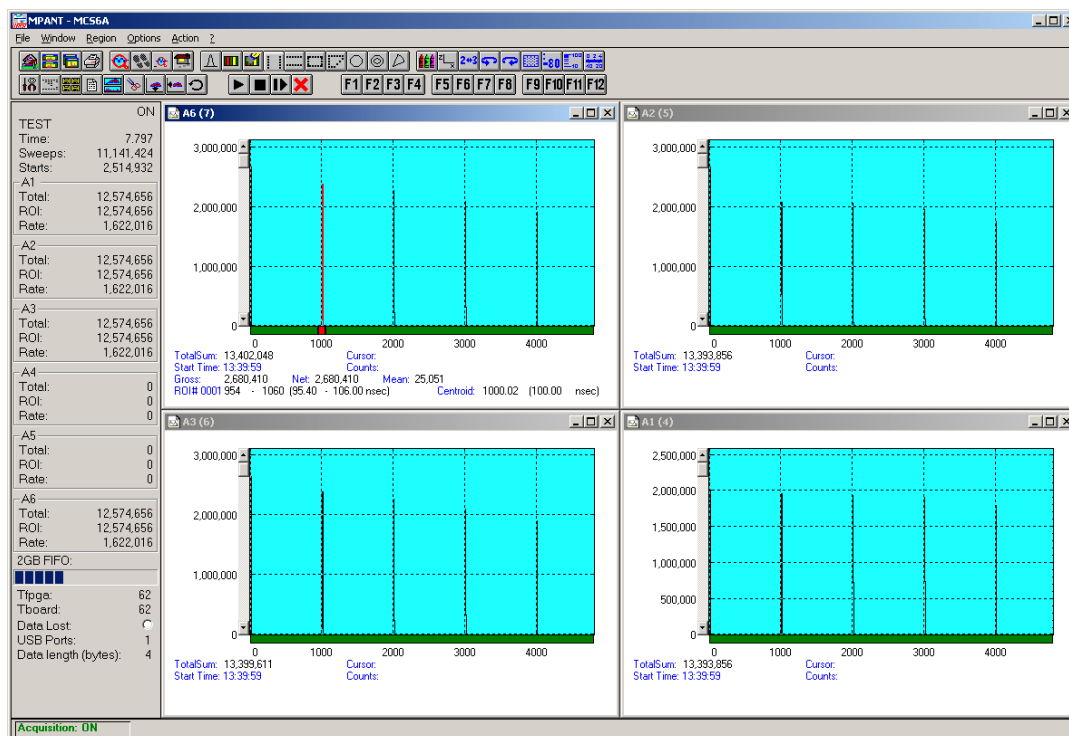 MPANT - MCS6A
File Window Region Options Action ?
F1 F2 F3 F4 F5 F6 F7 F8 F9 F10 F11 F12
ON
TEST
Time: 7.797
Sweeps: 11,141,424
Starts: 2,514,932
A1
Total: 12,574,656
ROI: 12,574,656
Rate: 1,622,016
A2
Total: 12,574,656
ROI: 12,574,656
Rate: 1,622,016
A3
Total: 12,574,656
ROI: 12,574,656
Rate: 1,622,016
A4
Total: 0
ROI: 0
Rate: 0
A5
Total: 0
ROI: 0
Rate: 0
A6
Total: 12,574,656
ROI: 12,574,656
Rate: 1,622,016
2GB FIFO:
Tfpga: 62
Tboard: 62
Data Lost:
USB Ports: 1
Data length (bytes): 4
A6 (7)
3,000,000
2,000,000
1,000,000
0
0 1000 2000 3000 4000
TotalSum: 13,402,048 Cursor:
Start Time: 13:39:59 Counts:
Gross: 2,680,410 Net: 2,680,410 Mean: 25,051
ROI# 0001 954 - 1060 (95.40 - 106.00 nsec) Centroid: 1000.02 (100.00 nsec)
A2 (5)
3,000,000
2,000,000
1,000,000
0
0 1000 2000 3000 4000
TotalSum: 13,393,856 Cursor:
Start Time: 13:39:59 Counts:
A3 (6)
3,000,000
2,000,000
1,000,000
0
0 1000 2000 3000 4000
TotalSum: 13,399,611 Cursor:
Start Time: 13:39:59 Counts:
A1 (4)
2,500,000
2,000,000
1,500,000
1,000,000
500,000
0
0 1000 2000 3000 4000
TotalSum: 13,393,856 Cursor:
Start Time: 13:39:59 Counts:
Acquisition: ON